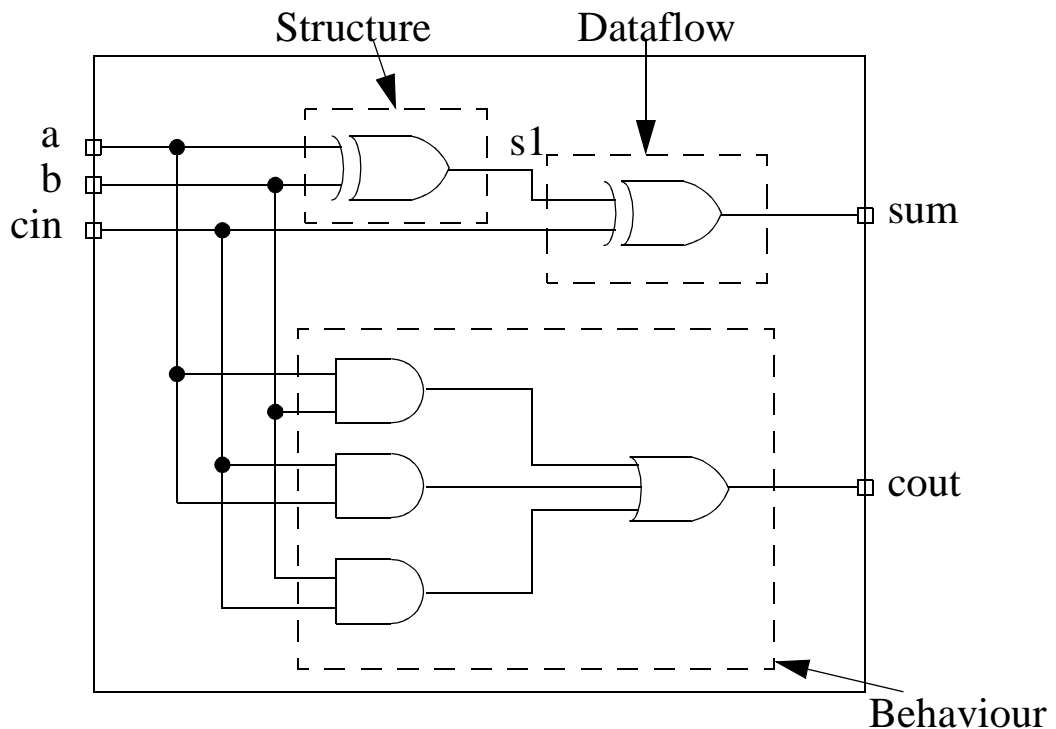 Structure
Dataflow
a
b
cin
s1
sum
cout
Behaviour